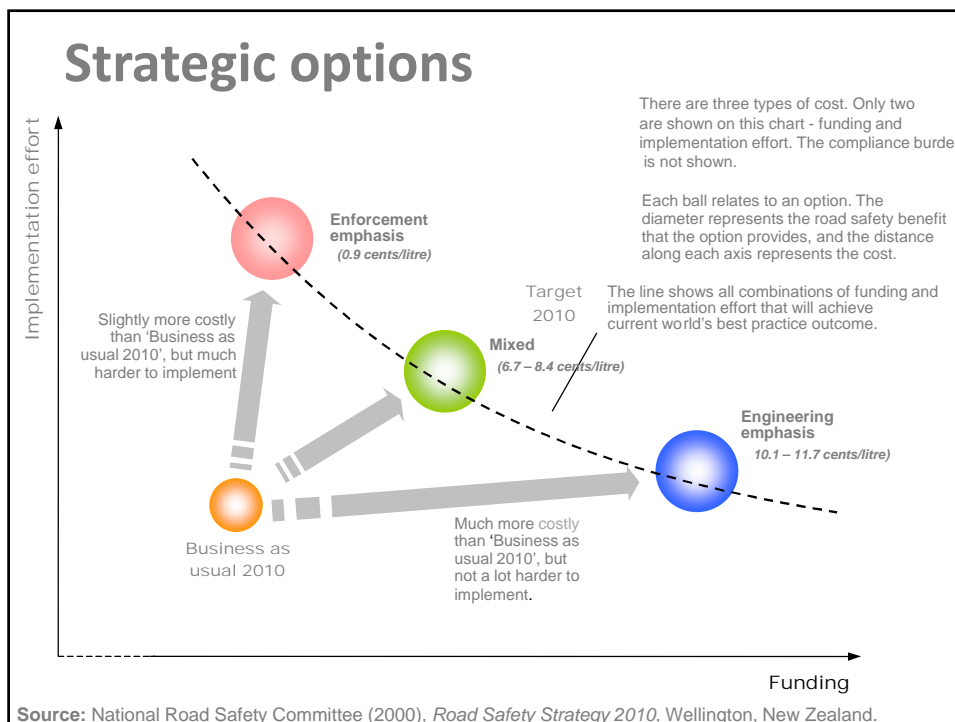 Strategic options
There are three types of cost. Only two
are shown on this chart - funding and
implementation effort. The compliance burde
is not shown.
Each ball relates to an option. The
diameter represents the road safety benefit
that the option provides, and the distance
along each axis represents the cost.
The line shows all combinations of funding and
implementation effort that will achieve
current world's best practice outcome.
Implementation effort
Enforcement
emphasis
(0.9 cents/litre)
Target
2010
Slightly more costly
than ‘Business as
usual 2010’, but much
harder to implement
Mixed
(6.7 – 8.4 cents/litre)
Engineering
emphasis
10.1 – 11.7 cents/litre)
Business as
usual 2010
Much more costly
than ‘Business as
usual 2010’, but
not a lot harder to
implement.
Funding
Source: National Road Safety Committee (2000), Road Safety Strategy 2010, Wellington, New Zealand.